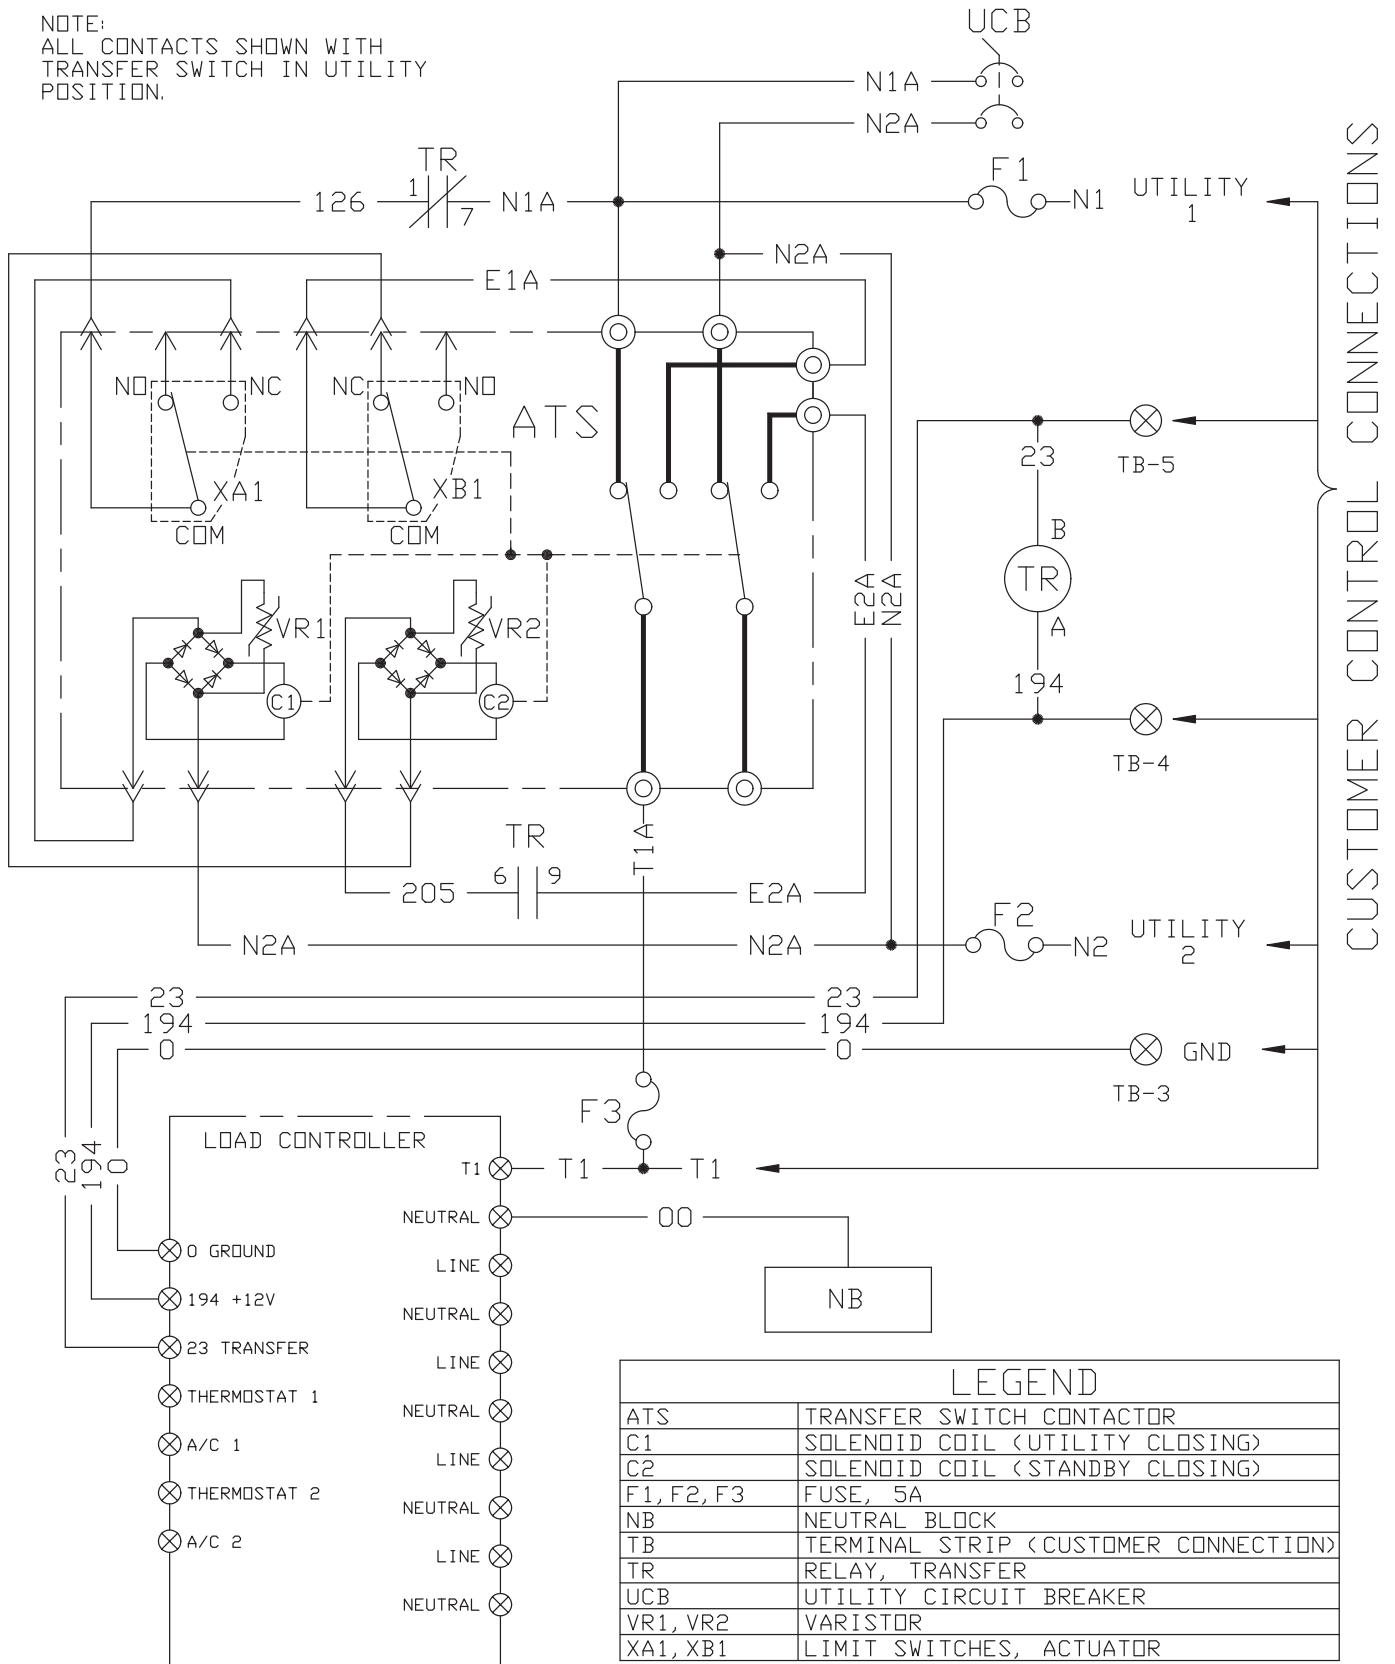 NOTE:
ALL CONTACTS SHOWN WITH
TRANSFER SWITCH IN UTILITY
POSITION.
UCB
N1A
N2A
TR
126
1
7
N1A
F1
N1
UTILITY
1
N2A
E1A
NO
NC
NC
NO
ATS
XA1
XB1
COM
COM
23
TB-5
B
TR
A
194
TB-4
E2A
N2A
VR1
VR2
C1
C2
T1A
TR
6
9
205
E2A
N2A
N2A
F2
N2
UTILITY
2
23
23
194
194
0
0
GND
TB-3
F3
CUSTOMER CONTROL CONNECTIONS
23
194
0
LOAD CONTROLLER
T1
T1
T1
NEUTRAL
00
0 GROUND
LINE
194 +12V
NEUTRAL
NB
23 TRANSFER
LINE
THERMOSTAT 1
NEUTRAL
A/C 1
LINE
THERMOSTAT 2
NEUTRAL
A/C 2
LINE
NEUTRAL
LEGEND
ATS TRANSFER SWITCH CONTACTOR
C1 SOLENOID COIL (UTILITY CLOSING)
C2 SOLENOID COIL (STANDBY CLOSING)
F1, F2, F3 FUSE, 5A
NB NEUTRAL BLOCK
TB TERMINAL STRIP (CUSTOMER CONNECTION)
TR RELAY, TRANSFER
UCB UTILITY CIRCUIT BREAKER
VR1, VR2 VARISTOR
XA1, XB1 LIMIT SWITCHES, ACTUATOR